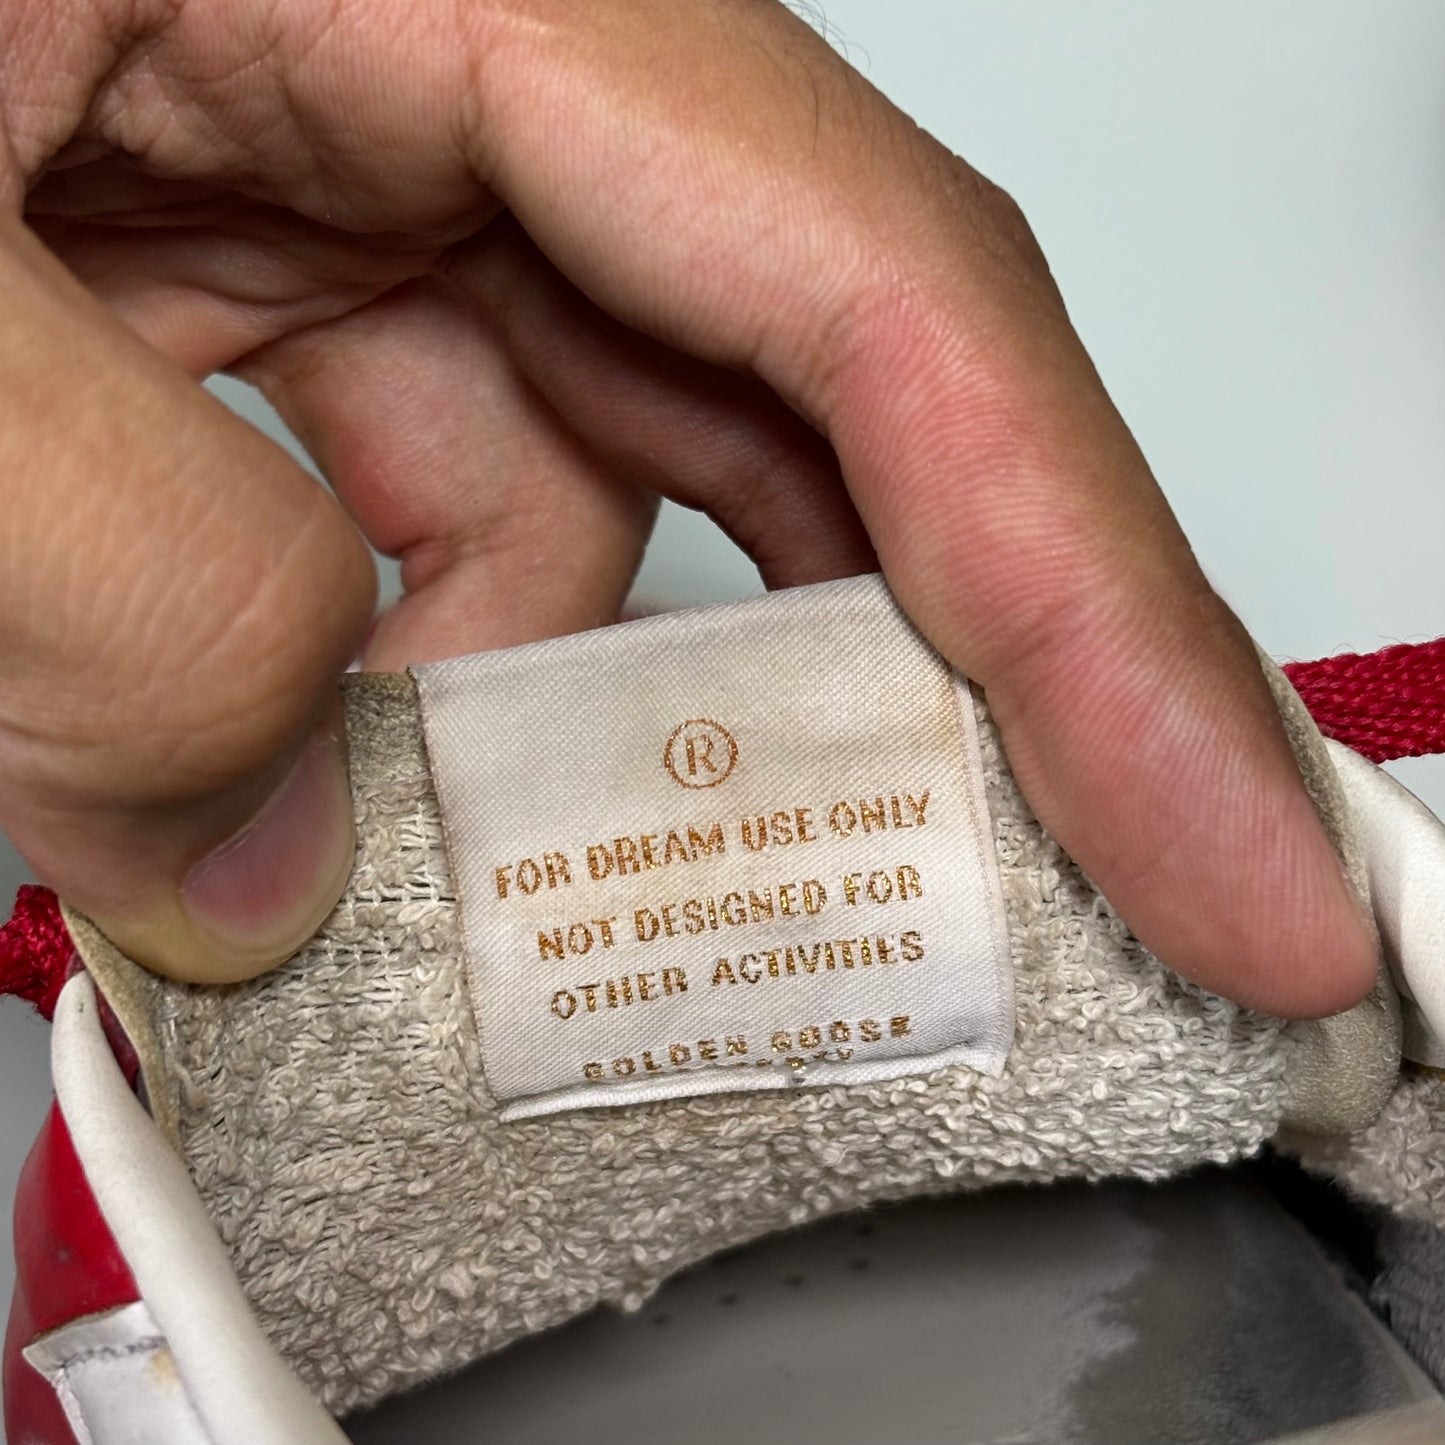 ®
FOR DREAM USE ONLY
NOT DESIGNED FOR
OTHER ACTIVITIES
GOLDEN GOOSE